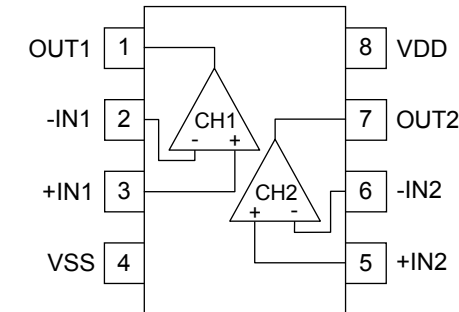 OUT1 1 8 VDD
-IN1 2 CH1 7 OUT2
- +
+IN1 3 CH2 6 -IN2
+ -
VSS 4 5 +IN2